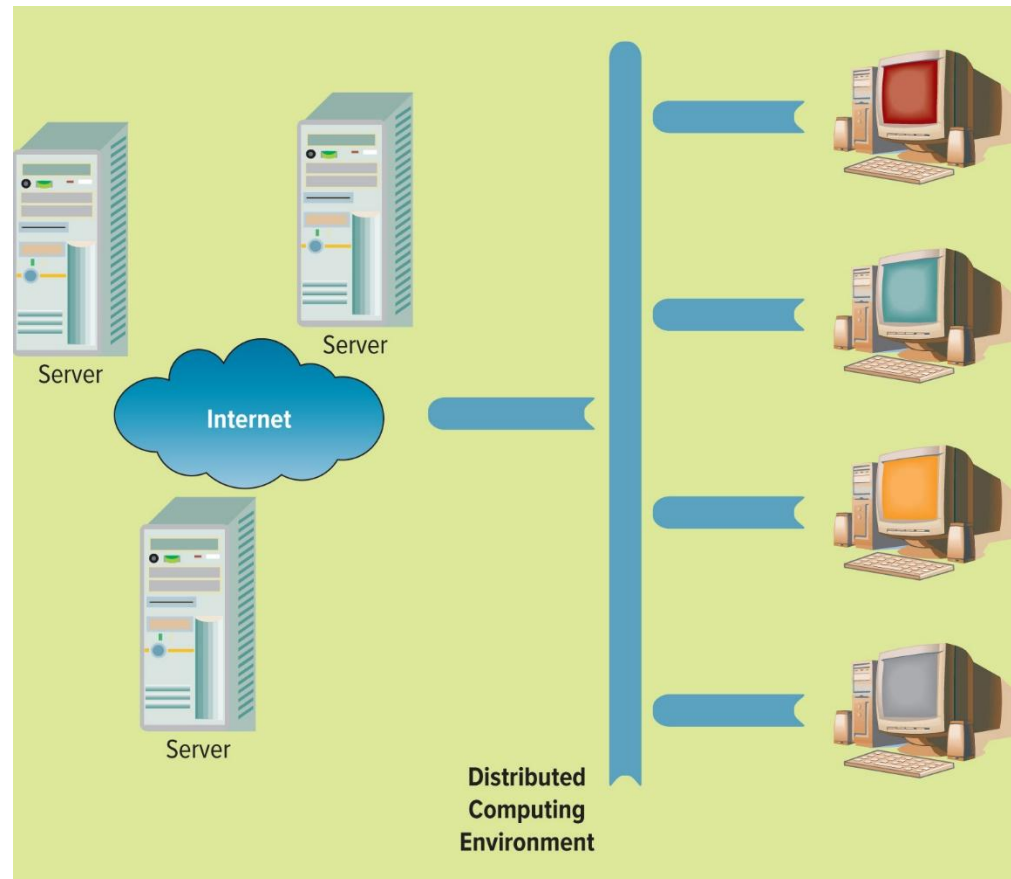 Server
Server
Internet
Server
Distributed
Computing
Environment